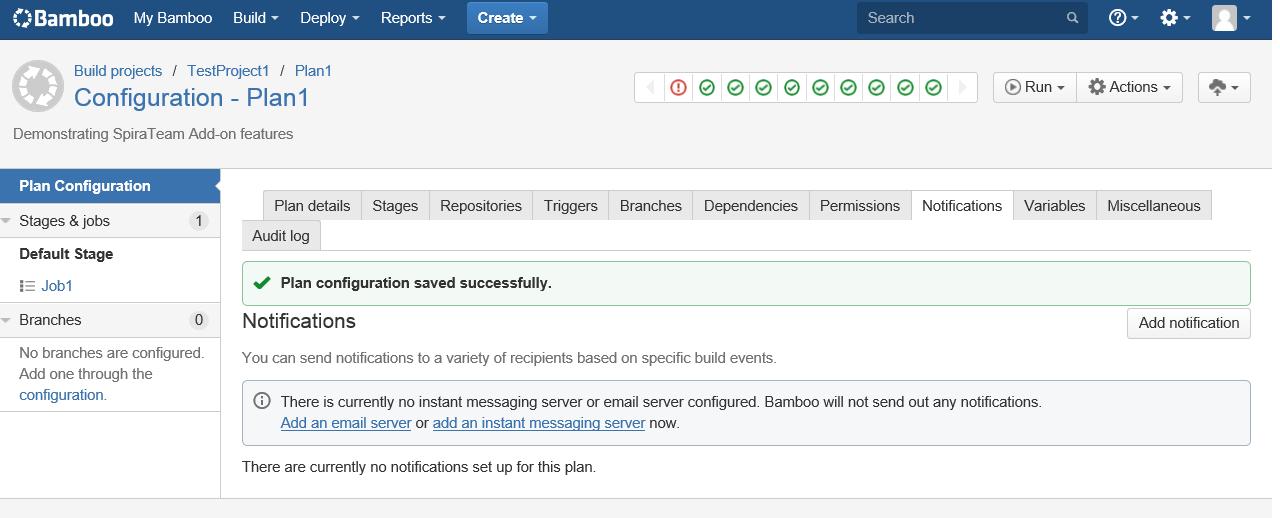 Bamboo My Bamboo Build Deploy Reports Create Search
Build projects / TestProject1 / Plan1
Configuration - Plan1
Run Actions
Demonstrating SpiraTeam Add-on features
Plan Configuration
Stages & jobs 1
Default Stage
Job1
Branches 0
No branches are configured.
Add one through the
configuration.
Plan details Stages Repositories Triggers Branches Dependencies Permissions Notifications Variables Miscellaneous
Audit log
Plan configuration saved successfully.
Notifications
Add notification
You can send notifications to a variety of recipients based on specific build events.
There is currently no instant messaging server or email server configured. Bamboo will not send out any notifications.
Add an email server or add an instant messaging server now.
There are currently no notifications set up for this plan.